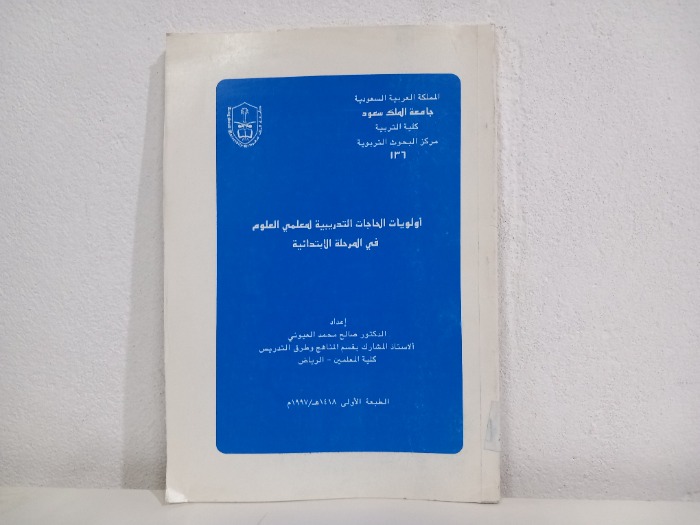 المملكة العربية السعودية
جامعة الملك سعود
كلية التربية
مركز البحوث التربوية
١٣٦
أولويات الحاجات التدريبية لمعلمي العلوم
في المرحلة الابتدائية
إعداد
الدكتور صالح محمد العيوني
الاستاذ المشارك بقسم المناهج وطرق التدريس
كلية المعلمين - الرياض
الطبعة الأولى ١٤١٨هـ/١٩٩٧م